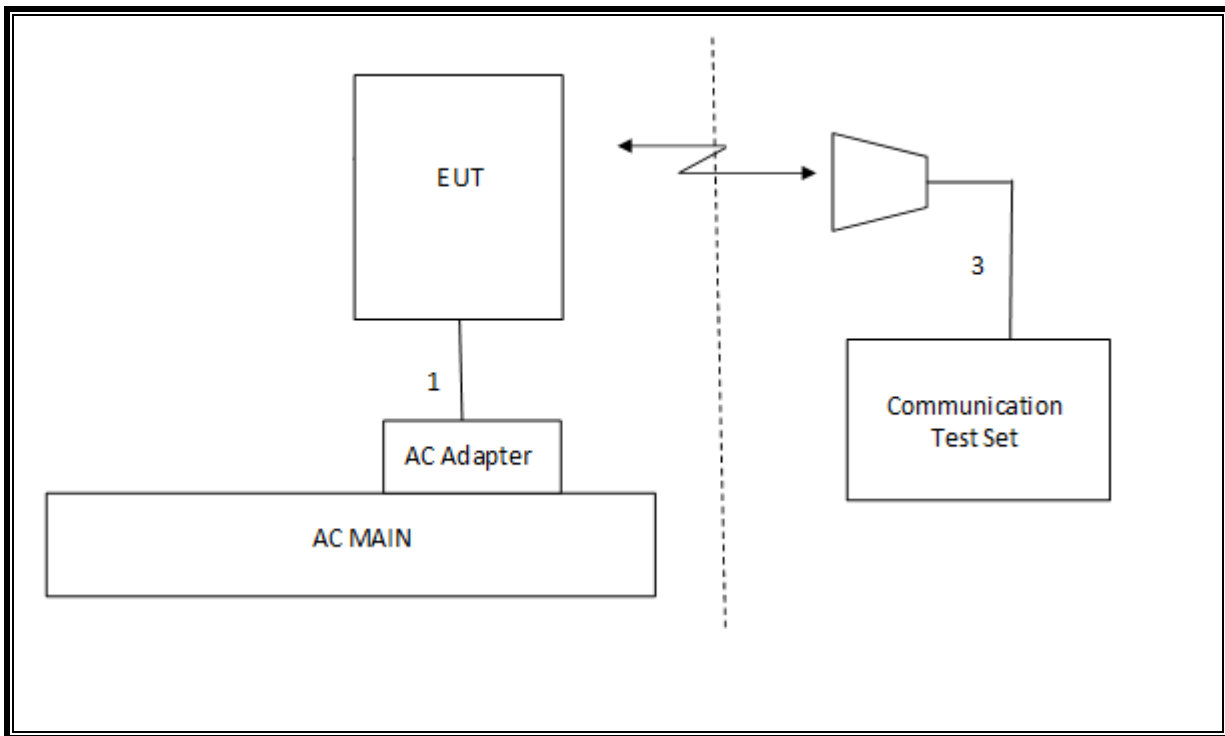 EUT
1
AC Adapter
AC MAIN
3
Communication
Test Set